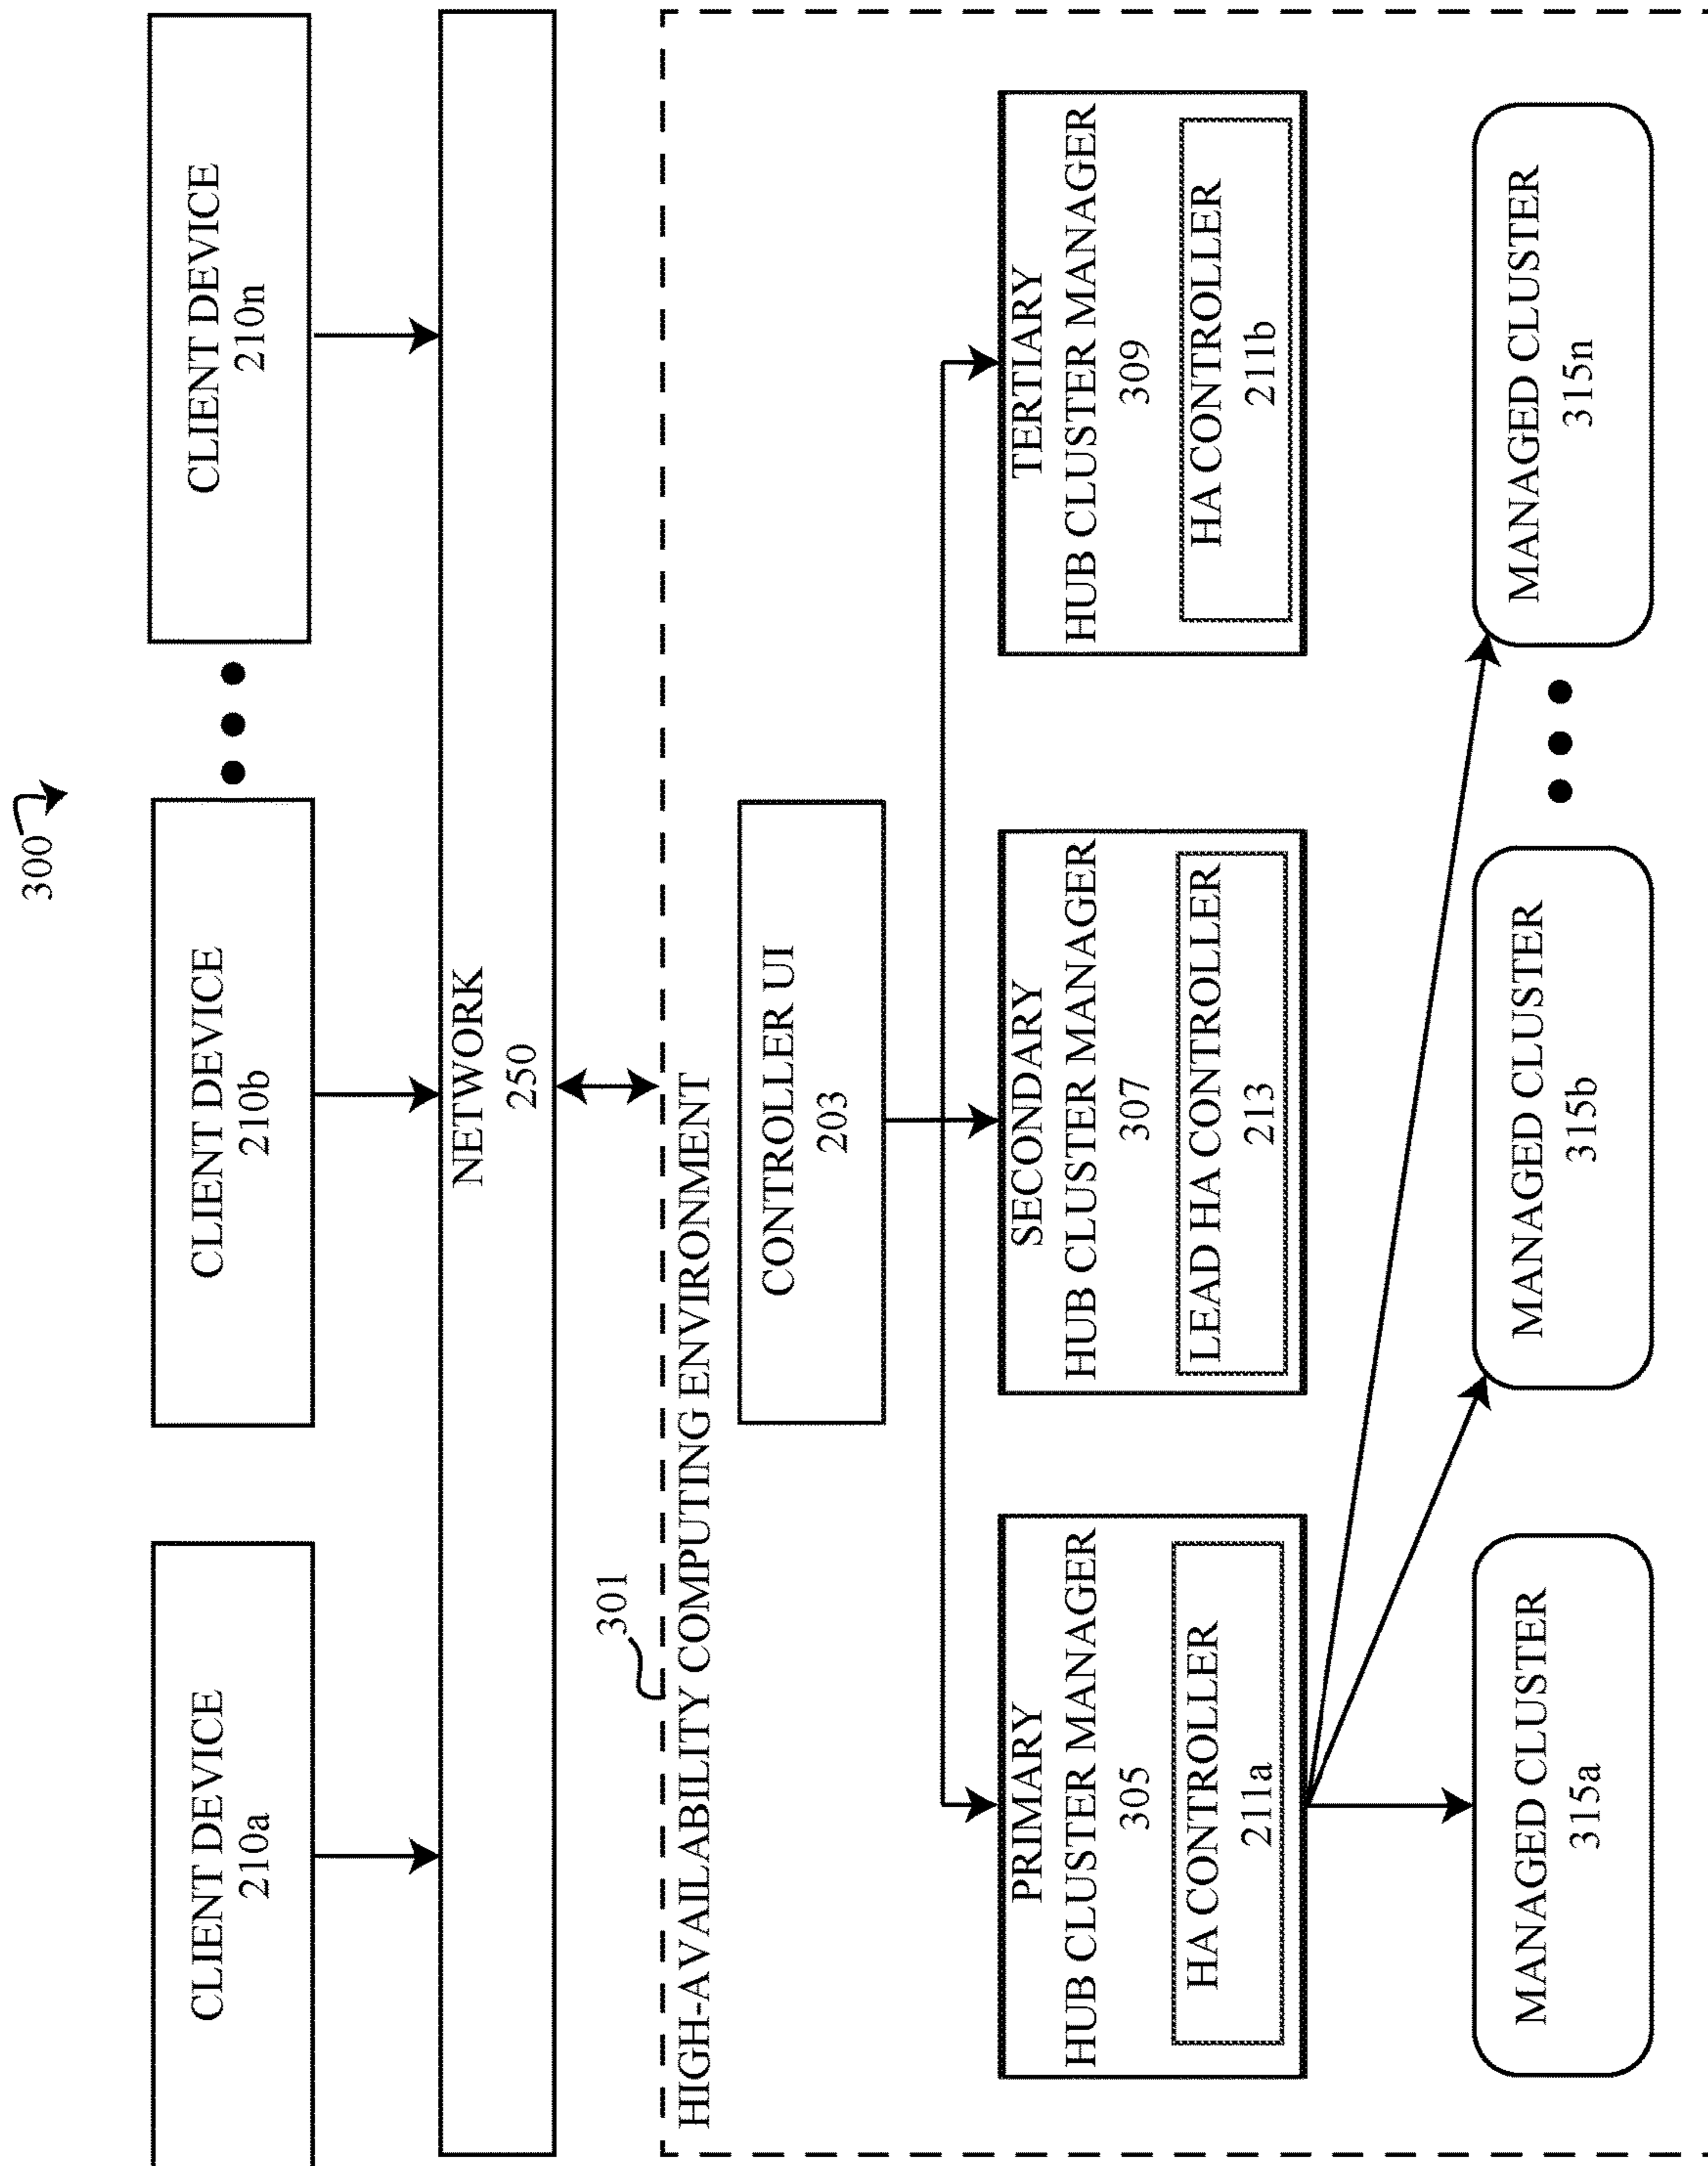 300
CLIENT DEVICE
210a
CLIENT DEVICE
210b
CLIENT DEVICE
210n
NETWORK
250
301
HIGH-AVAILABILITY COMPUTING ENVIRONMENT
CONTROLLER UI
203
PRIMARY
HUB CLUSTER MANAGER
305
HA CONTROLLER
211a
SECONDARY
HUB CLUSTER MANAGER
307
LEAD HA CONTROLLER
213
TERTIARY
HUB CLUSTER MANAGER
309
HA CONTROLLER
211b
MANAGED CLUSTER
315a
MANAGED CLUSTER
315b
MANAGED CLUSTER
315n